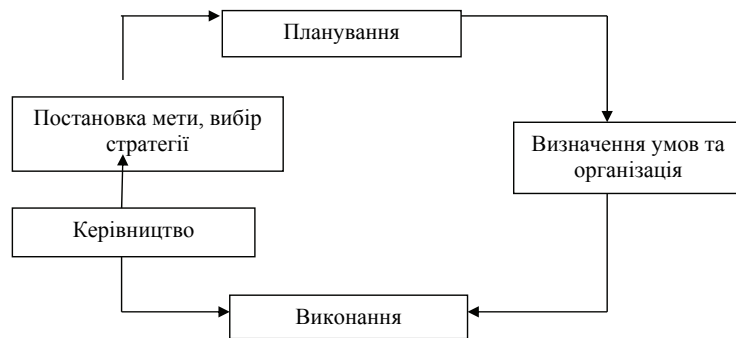 Планування
Постановка мети, вибір
стратегії
Визначення умов та
організація
Керівництво
Виконання